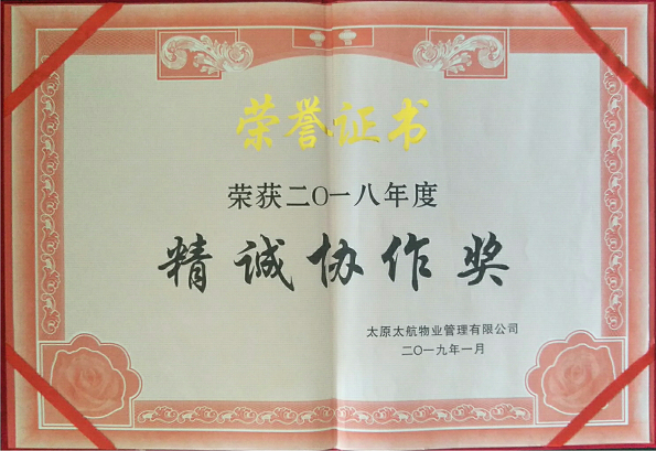 荣誉证书
荣获二〇一八年度
精诚协作奖
太原太航物业管理有限公司
二〇一九年一月